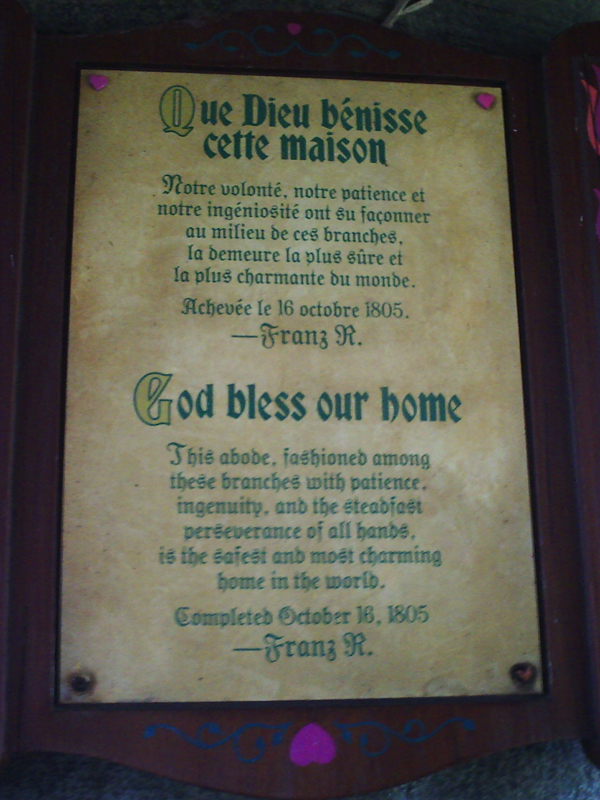 Que Dieu bénisse
cette maison
Notre volonté, notre patience et
notre ingéniosité ont su façonner
au milieu de ces branches,
la demeure la plus sûre et
la plus charmante du monde.
Achevée le 16 octobre 1805.
—Franz R.
God bless our home
This abode, fashioned among
these branches with patience,
ingenuity, and the steadfast
perseverance of all hands,
is the safest and most charming
home in the world.
Completed October 16, 1805
—Franz R.